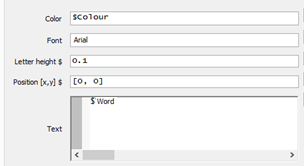 Color $Colour
Font Arial
Letter height $ 0.1
Position [x,y] $ [0, 0]
$ Word
Text